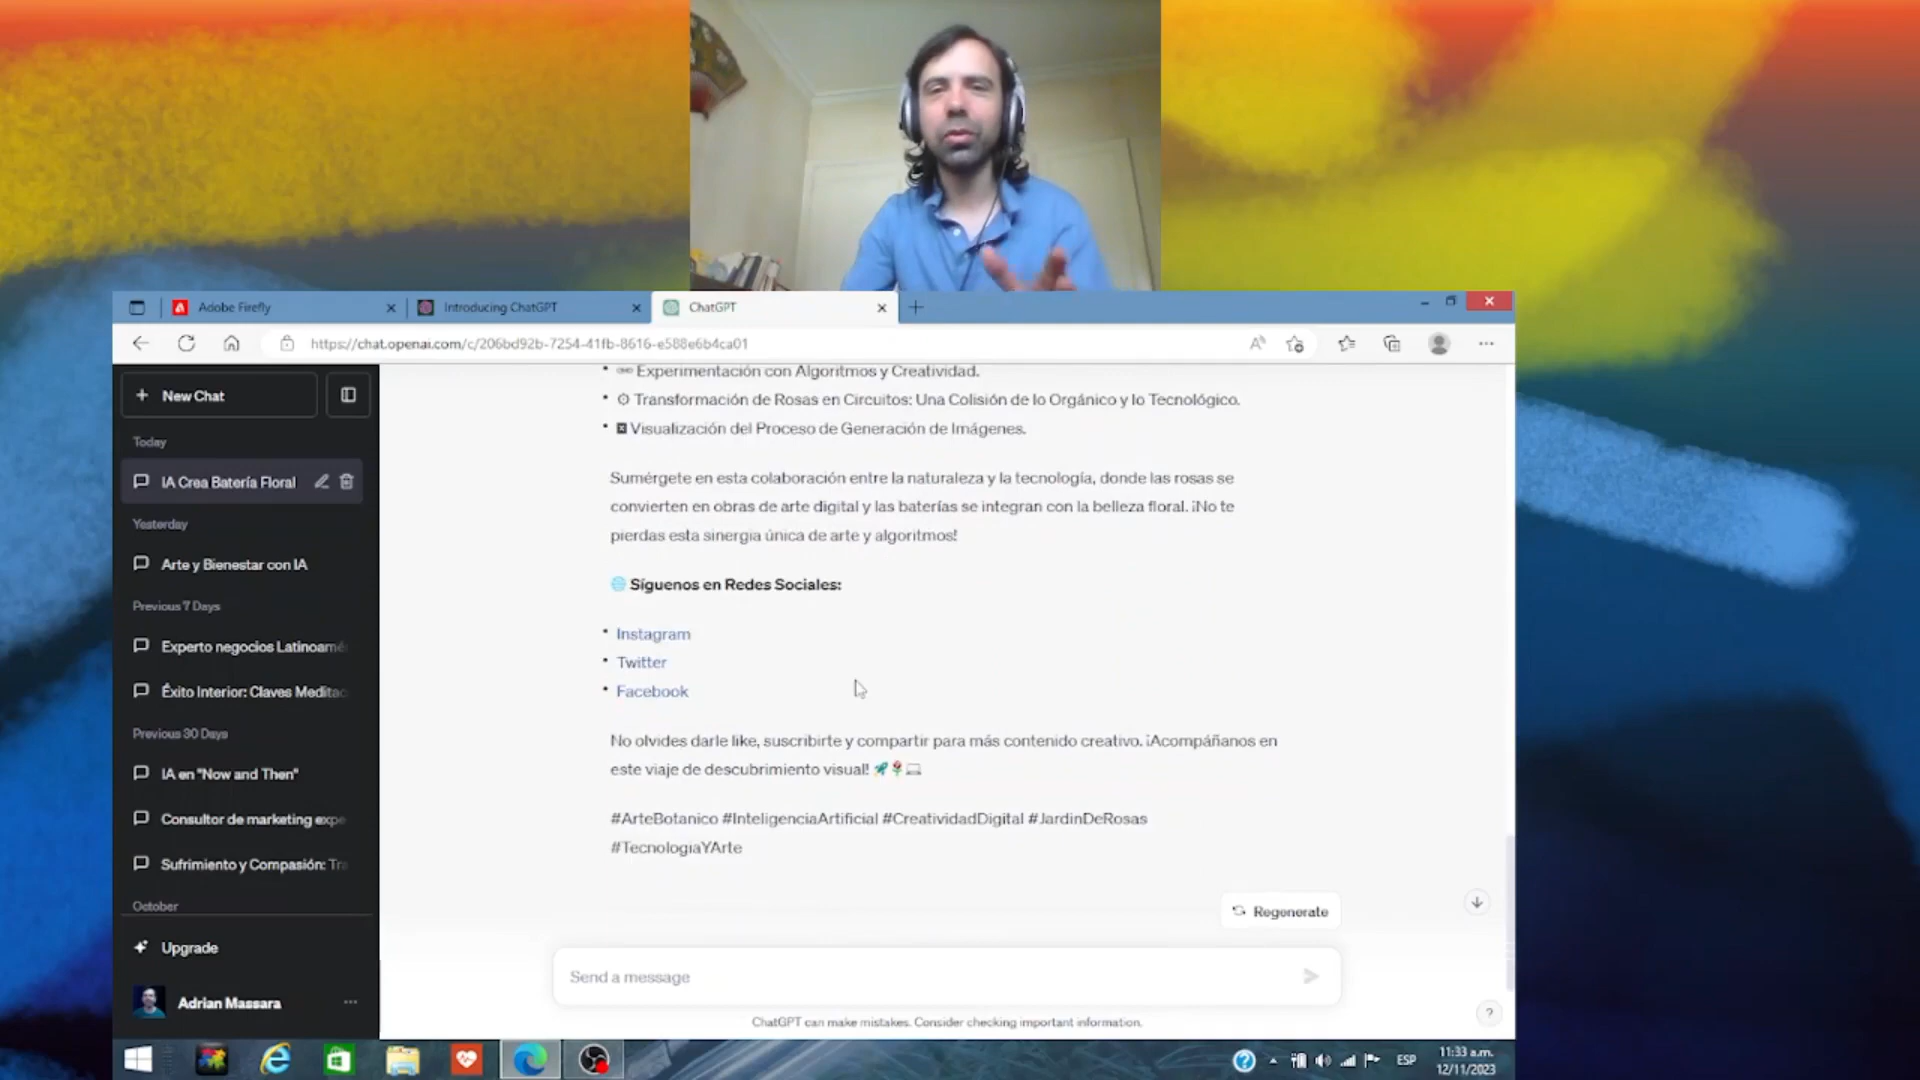 Adobe Firefly
Introducing ChatGPT
ChatGPT
https://chat.openai.com/c/206bd92b-7254-41fb-8616-e588e6b4ca01
New Chat
Today
IA Crea Batería Floral
Yesterday
Arte y Bienestar con IA
Previous 7 Days
Experto negocios Latinoamé
Éxito Interior: Claves Meditac
Previous 30 Days
IA en "Now and Then"
Consultor de marketing expe
Sufrimiento y Compasión: Tra
October
Upgrade
Adrian Massara
• Experimentación con Algoritmos y Creatividad.
• ⚙ Transformación de Rosas en Circuitos: Una Colisión de lo Orgánico y lo Tecnológico.
• Visualización del Proceso de Generación de Imágenes.
Sumérgete en esta colaboración entre la naturaleza y la tecnología, donde las rosas se
convierten en obras de arte digital y las baterías se integran con la belleza floral. ¡No te
pierdas esta sinergia única de arte y algoritmos!
🌐 Síguenos en Redes Sociales:
• Instagram
• Twitter
• Facebook
No olvides darle like, suscribirte y compartir para más contenido creativo. ¡Acompáñanos en
este viaje de descubrimiento visual! 🚀🌹💻
#ArteBotanico #InteligenciaArtificial #CreatividadDigital #JardinDeRosas
#TecnologiaYArte
Regenerate
Send a message
ChatGPT can make mistakes. Consider checking important information.
?
ESP
11:33 a.m.
12/11/2023